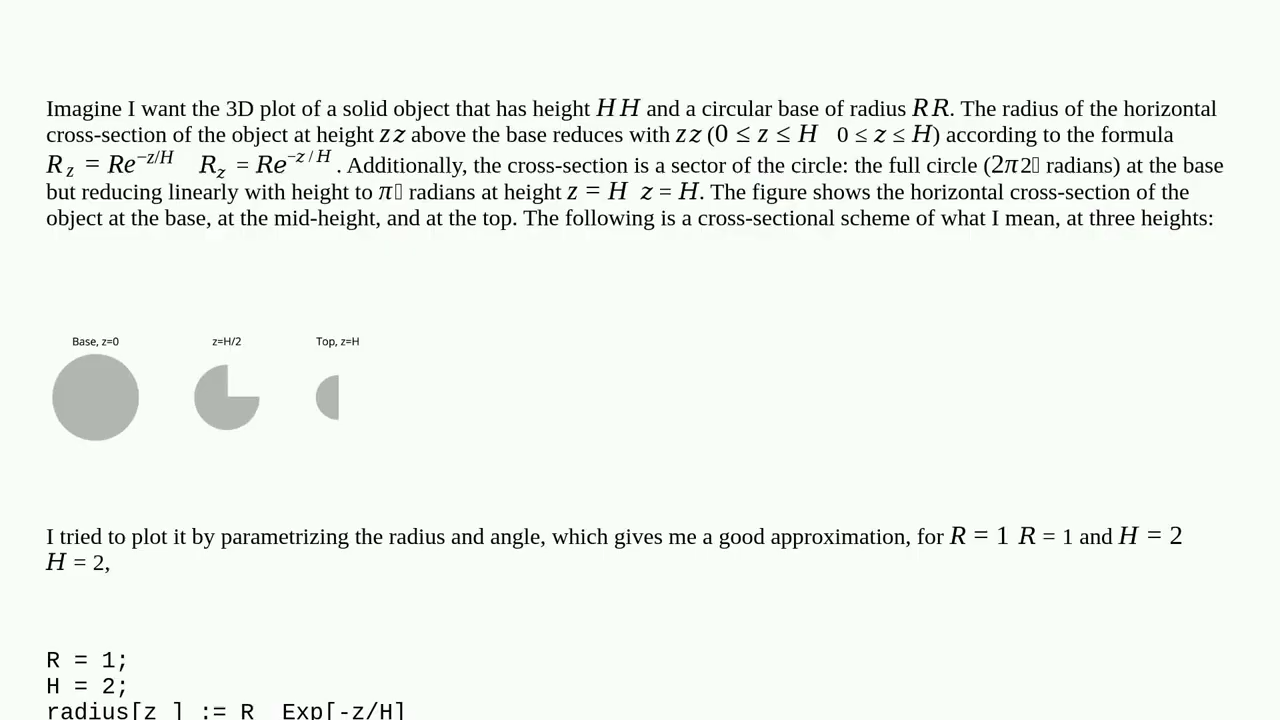 Imagine I want the 3D plot of a solid object that has height H H and a circular base of radius R R. The radius of the horizontal
cross-section of the object at height z z above the base reduces with z z (0 ≤ z ≤ H 0 ≤ z ≤ H) according to the formula
R_z = Re^{−z/H} R_z = Re^{−z / H}. Additionally, the cross-section is a sector of the circle: the full circle (2π 2▯ radians) at the base
but reducing linearly with height to π▯ radians at height z = H z = H. The figure shows the horizontal cross-section of the
object at the base, at the mid-height, and at the top. The following is a cross-sectional scheme of what I mean, at three heights:
Base, z=0 z=H/2 Top, z=H
I tried to plot it by parametrizing the radius and angle, which gives me a good approximation, for R = 1 R = 1 and H = 2
H = 2,
R = 1;
H = 2;
radius[z_] := R  Exp[-z/H]